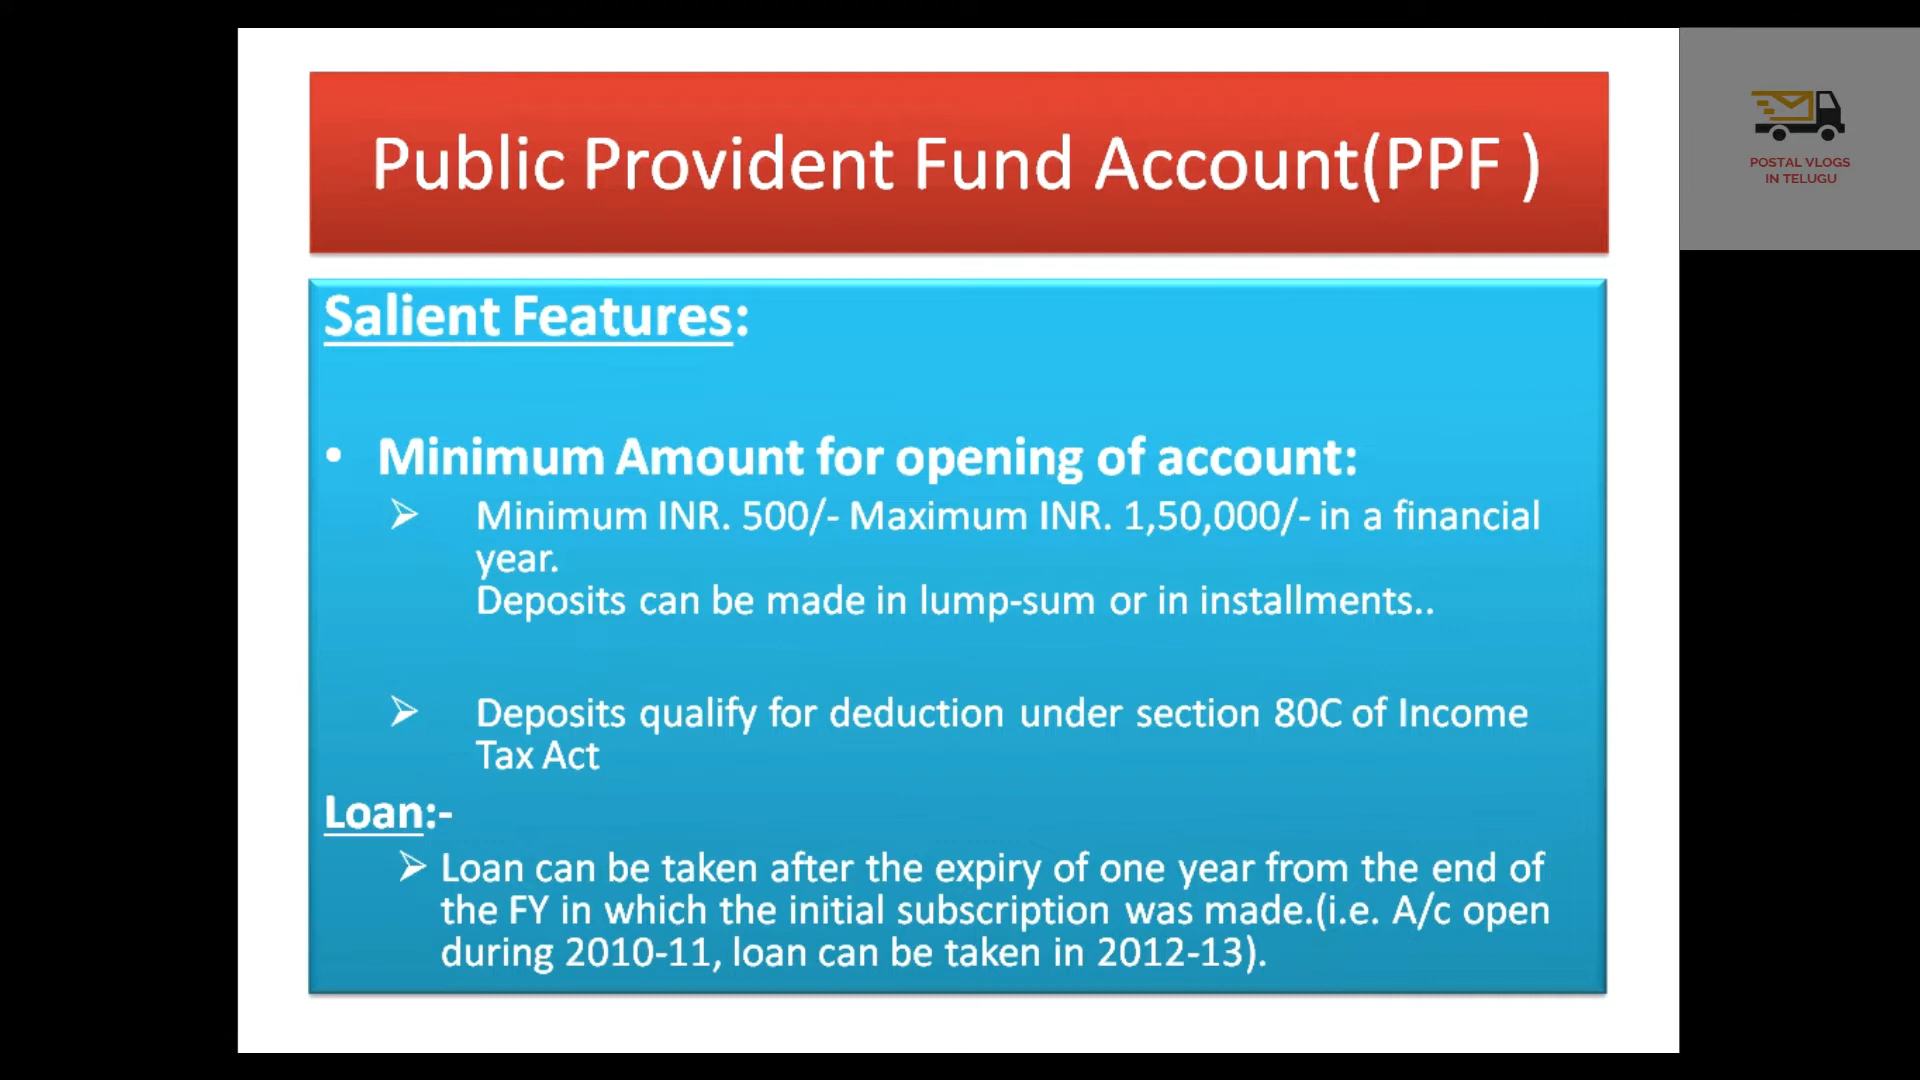 Public Provident Fund Account(PPF )
POSTAL VLOGS
IN TELUGU
Salient Features:
• Minimum Amount for opening of account:
➢ Minimum INR. 500/- Maximum INR. 1,50,000/- in a financial
year.
Deposits can be made in lump-sum or in installments..
➢ Deposits qualify for deduction under section 80C of Income
Tax Act
Loan:-
➢ Loan can be taken after the expiry of one year from the end of
the FY in which the initial subscription was made.(i.e. A/c open
during 2010-11, loan can be taken in 2012-13).